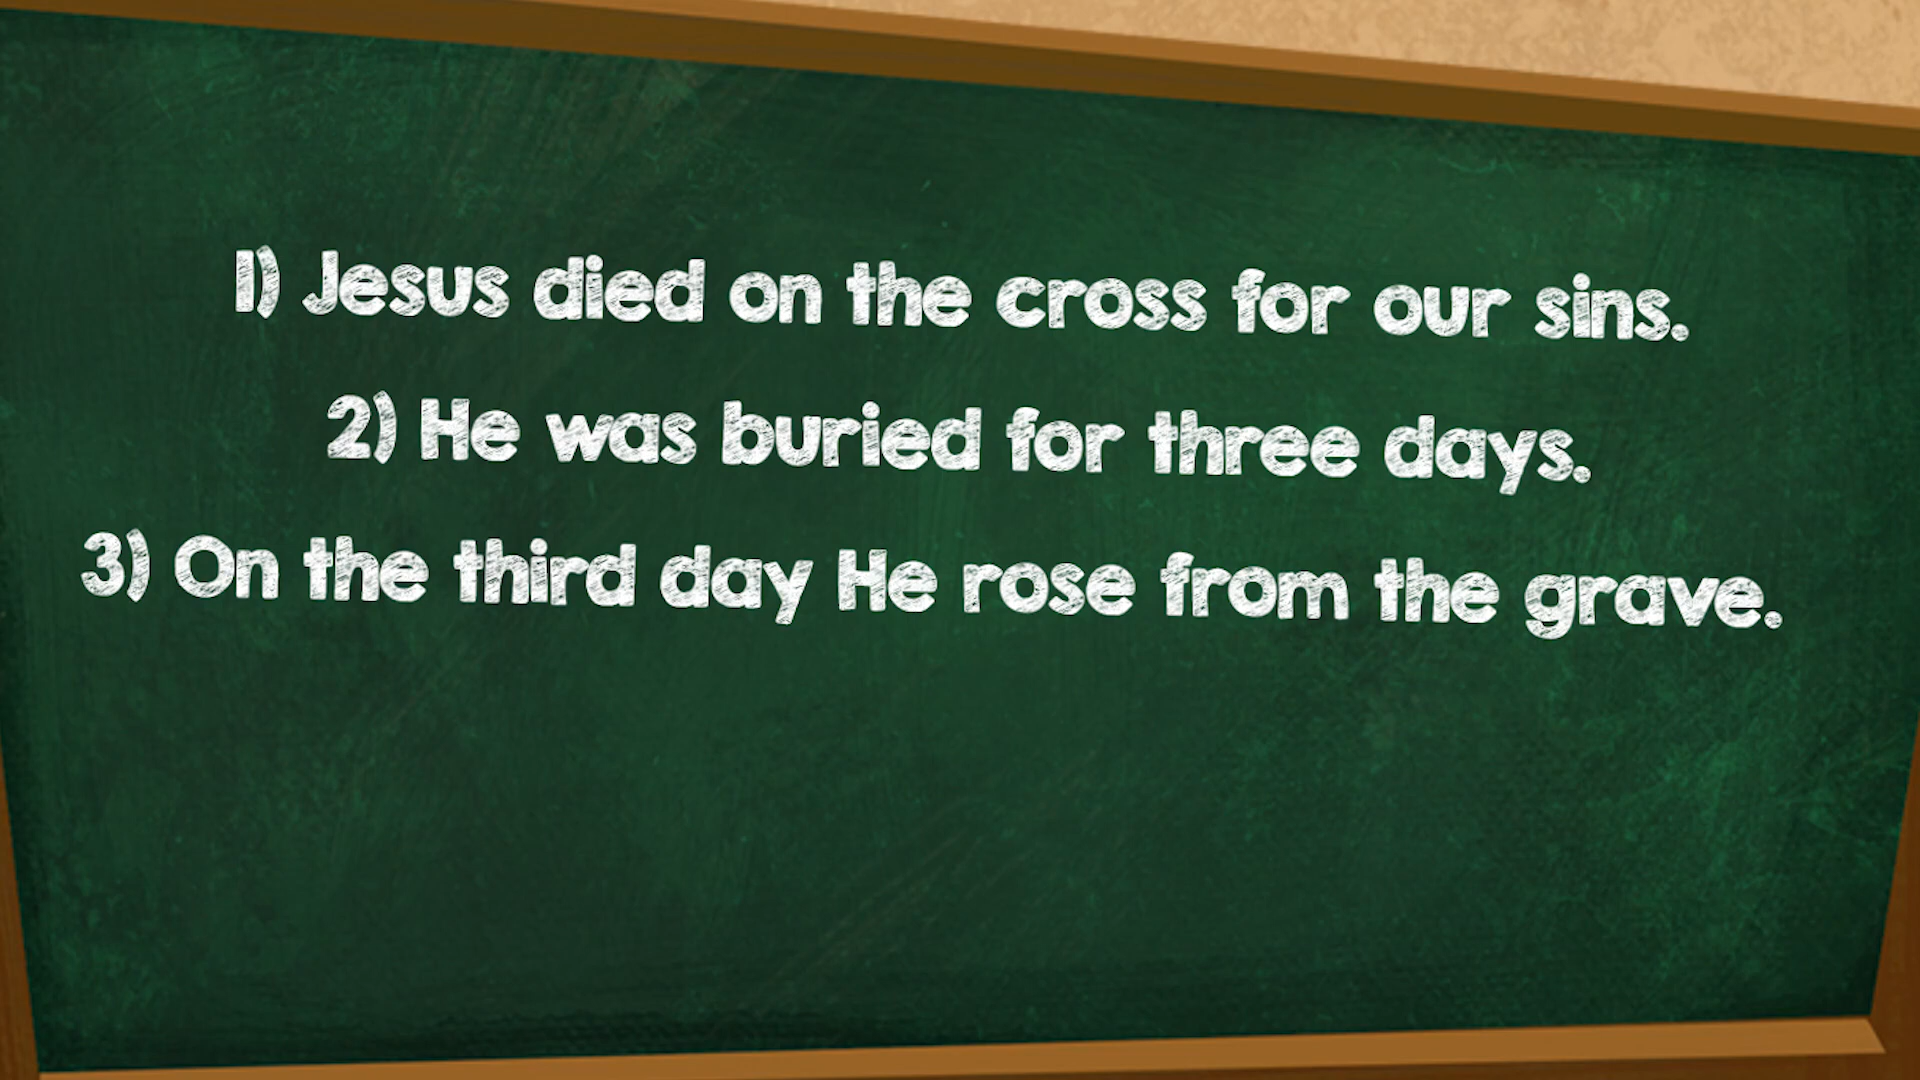 1) Jesus died on the cross for our sins.
2) He was buried for three days.
3) On the third day He rose from the grave.